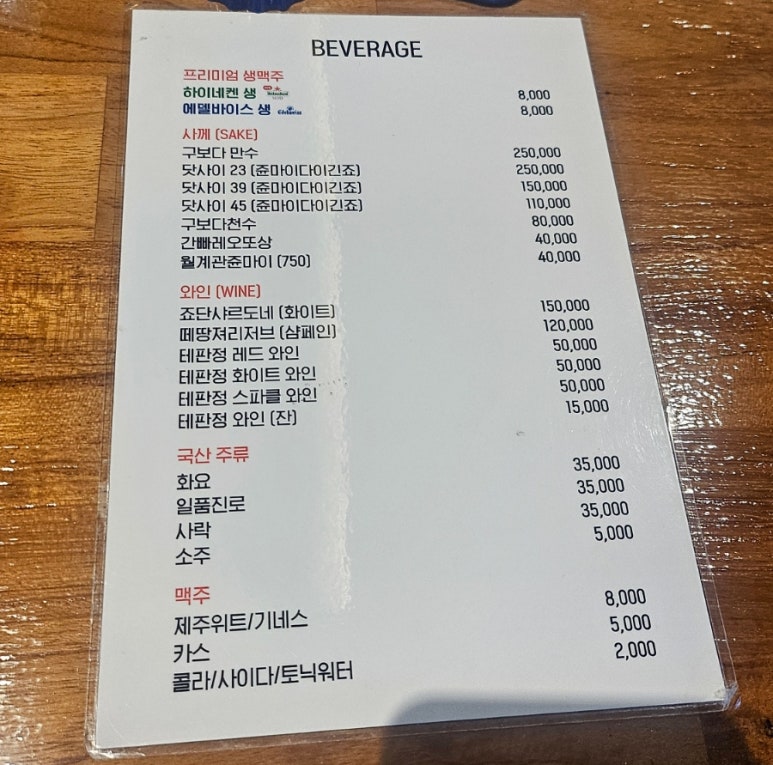 BEVERAGE
프리미엄 생맥주
하이네켄 생 Heineken 8,000
에델바이스 생 Edelweiss 8,000
사께 (SAKE)
구보다 만수 250,000
닷사이 23 (쥰마이다이긴죠) 250,000
닷사이 39 (쥰마이다이긴죠) 150,000
닷사이 45 (쥰마이다이긴죠) 110,000
구보다천수 80,000
간빠레오또상 40,000
월계관쥰마이 (750) 40,000
와인 (WINE)
죠단샤르도네 (화이트) 150,000
떼땅져리저브 (샴페인) 120,000
테판정 레드 와인 50,000
테판정 화이트 와인 50,000
테판정 스파클 와인 50,000
테판정 와인 (잔) 15,000
국산 주류
화요 35,000
일품진로 35,000
사락 35,000
소주 5,000
맥주
제주위트/기네스 8,000
카스 5,000
콜라/사이다/토닉워터 2,000